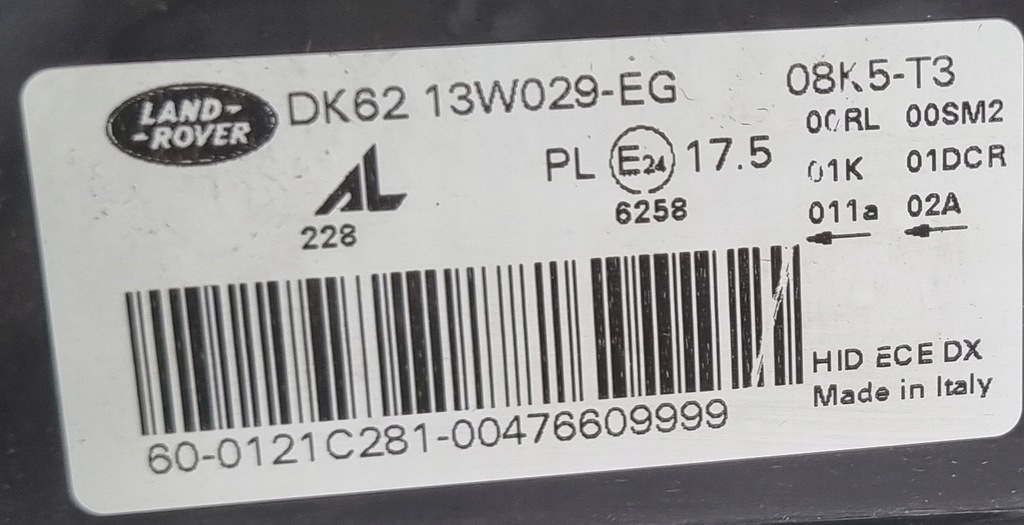 LAND-
-ROVER
DK62 13W029-EG
08K5-T3
00RL 00SM2
PL E24 17.5
01K 01DCR
AL
6258
011a 02A
228
HID ECE DX
Made in Italy
60-0121C281-00476609999